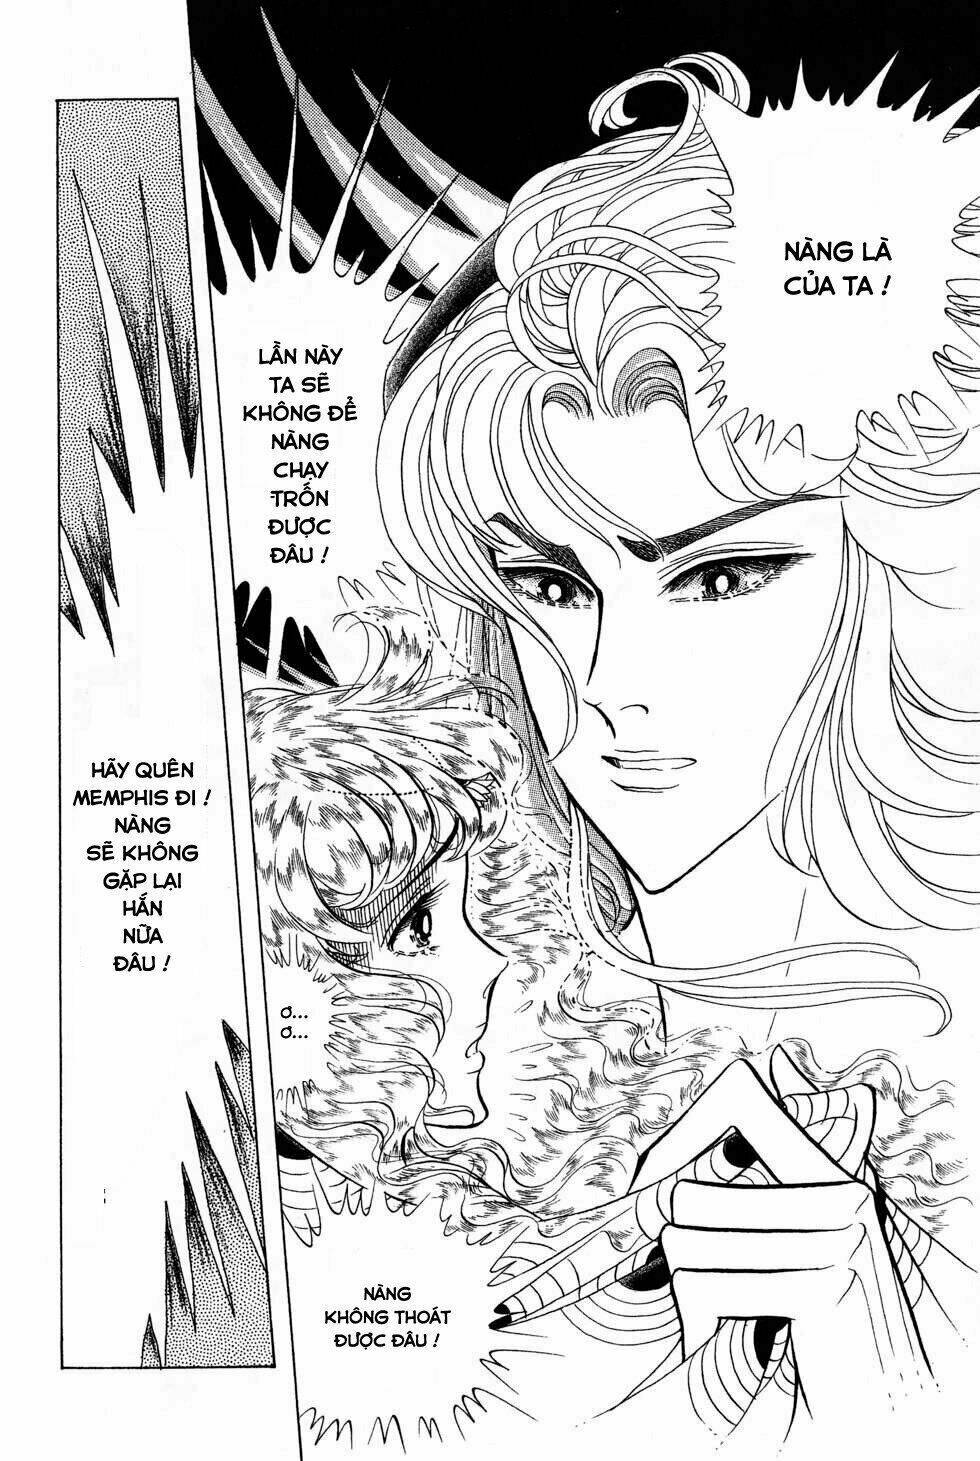 NÀNG LÀ
CỦA TA !
LẦN NÀY
TA SẼ
KHÔNG ĐỂ
NÀNG
CHẠY
TRỐN
ĐƯỢC
ĐÂU !
HÃY QUÊN
MEMPHIS ĐI !
NÀNG
SẼ KHÔNG
GẶP LẠI
HẮN
NỮA
ĐÂU !
Ơ...
Ơ...
NÀNG
KHÔNG THOÁT
ĐƯỢC ĐÂU !